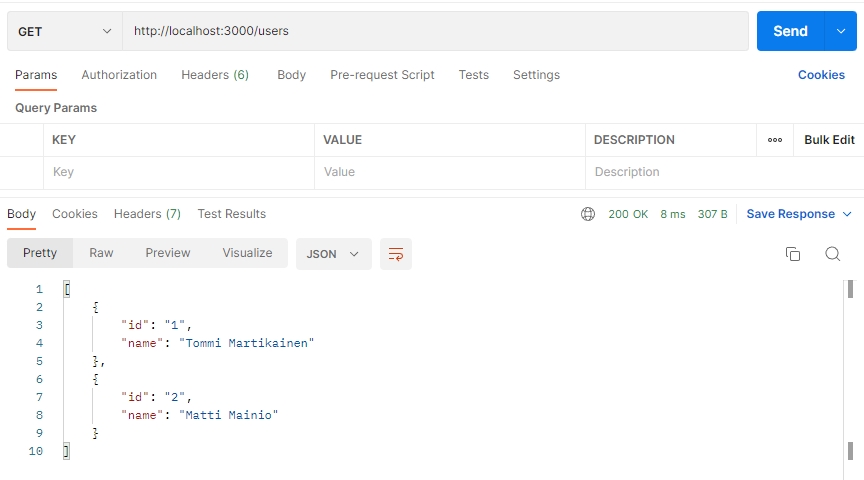 GET http://localhost:3000/users Send
Params Authorization Headers (6) Body Pre-request Script Tests Settings Cookies
Query Params
KEY VALUE DESCRIPTION ooo Bulk Edit
Key Value Description
Body Cookies Headers (7) Test Results 200 OK 8 ms 307 B Save Response
Pretty Raw Preview Visualize JSON
1 [
2 {
3 "id": "1",
4 "name": "Tommi Martikainen"
5 },
6 {
7 "id": "2",
8 "name": "Matti Mainio"
9 }
10 ]